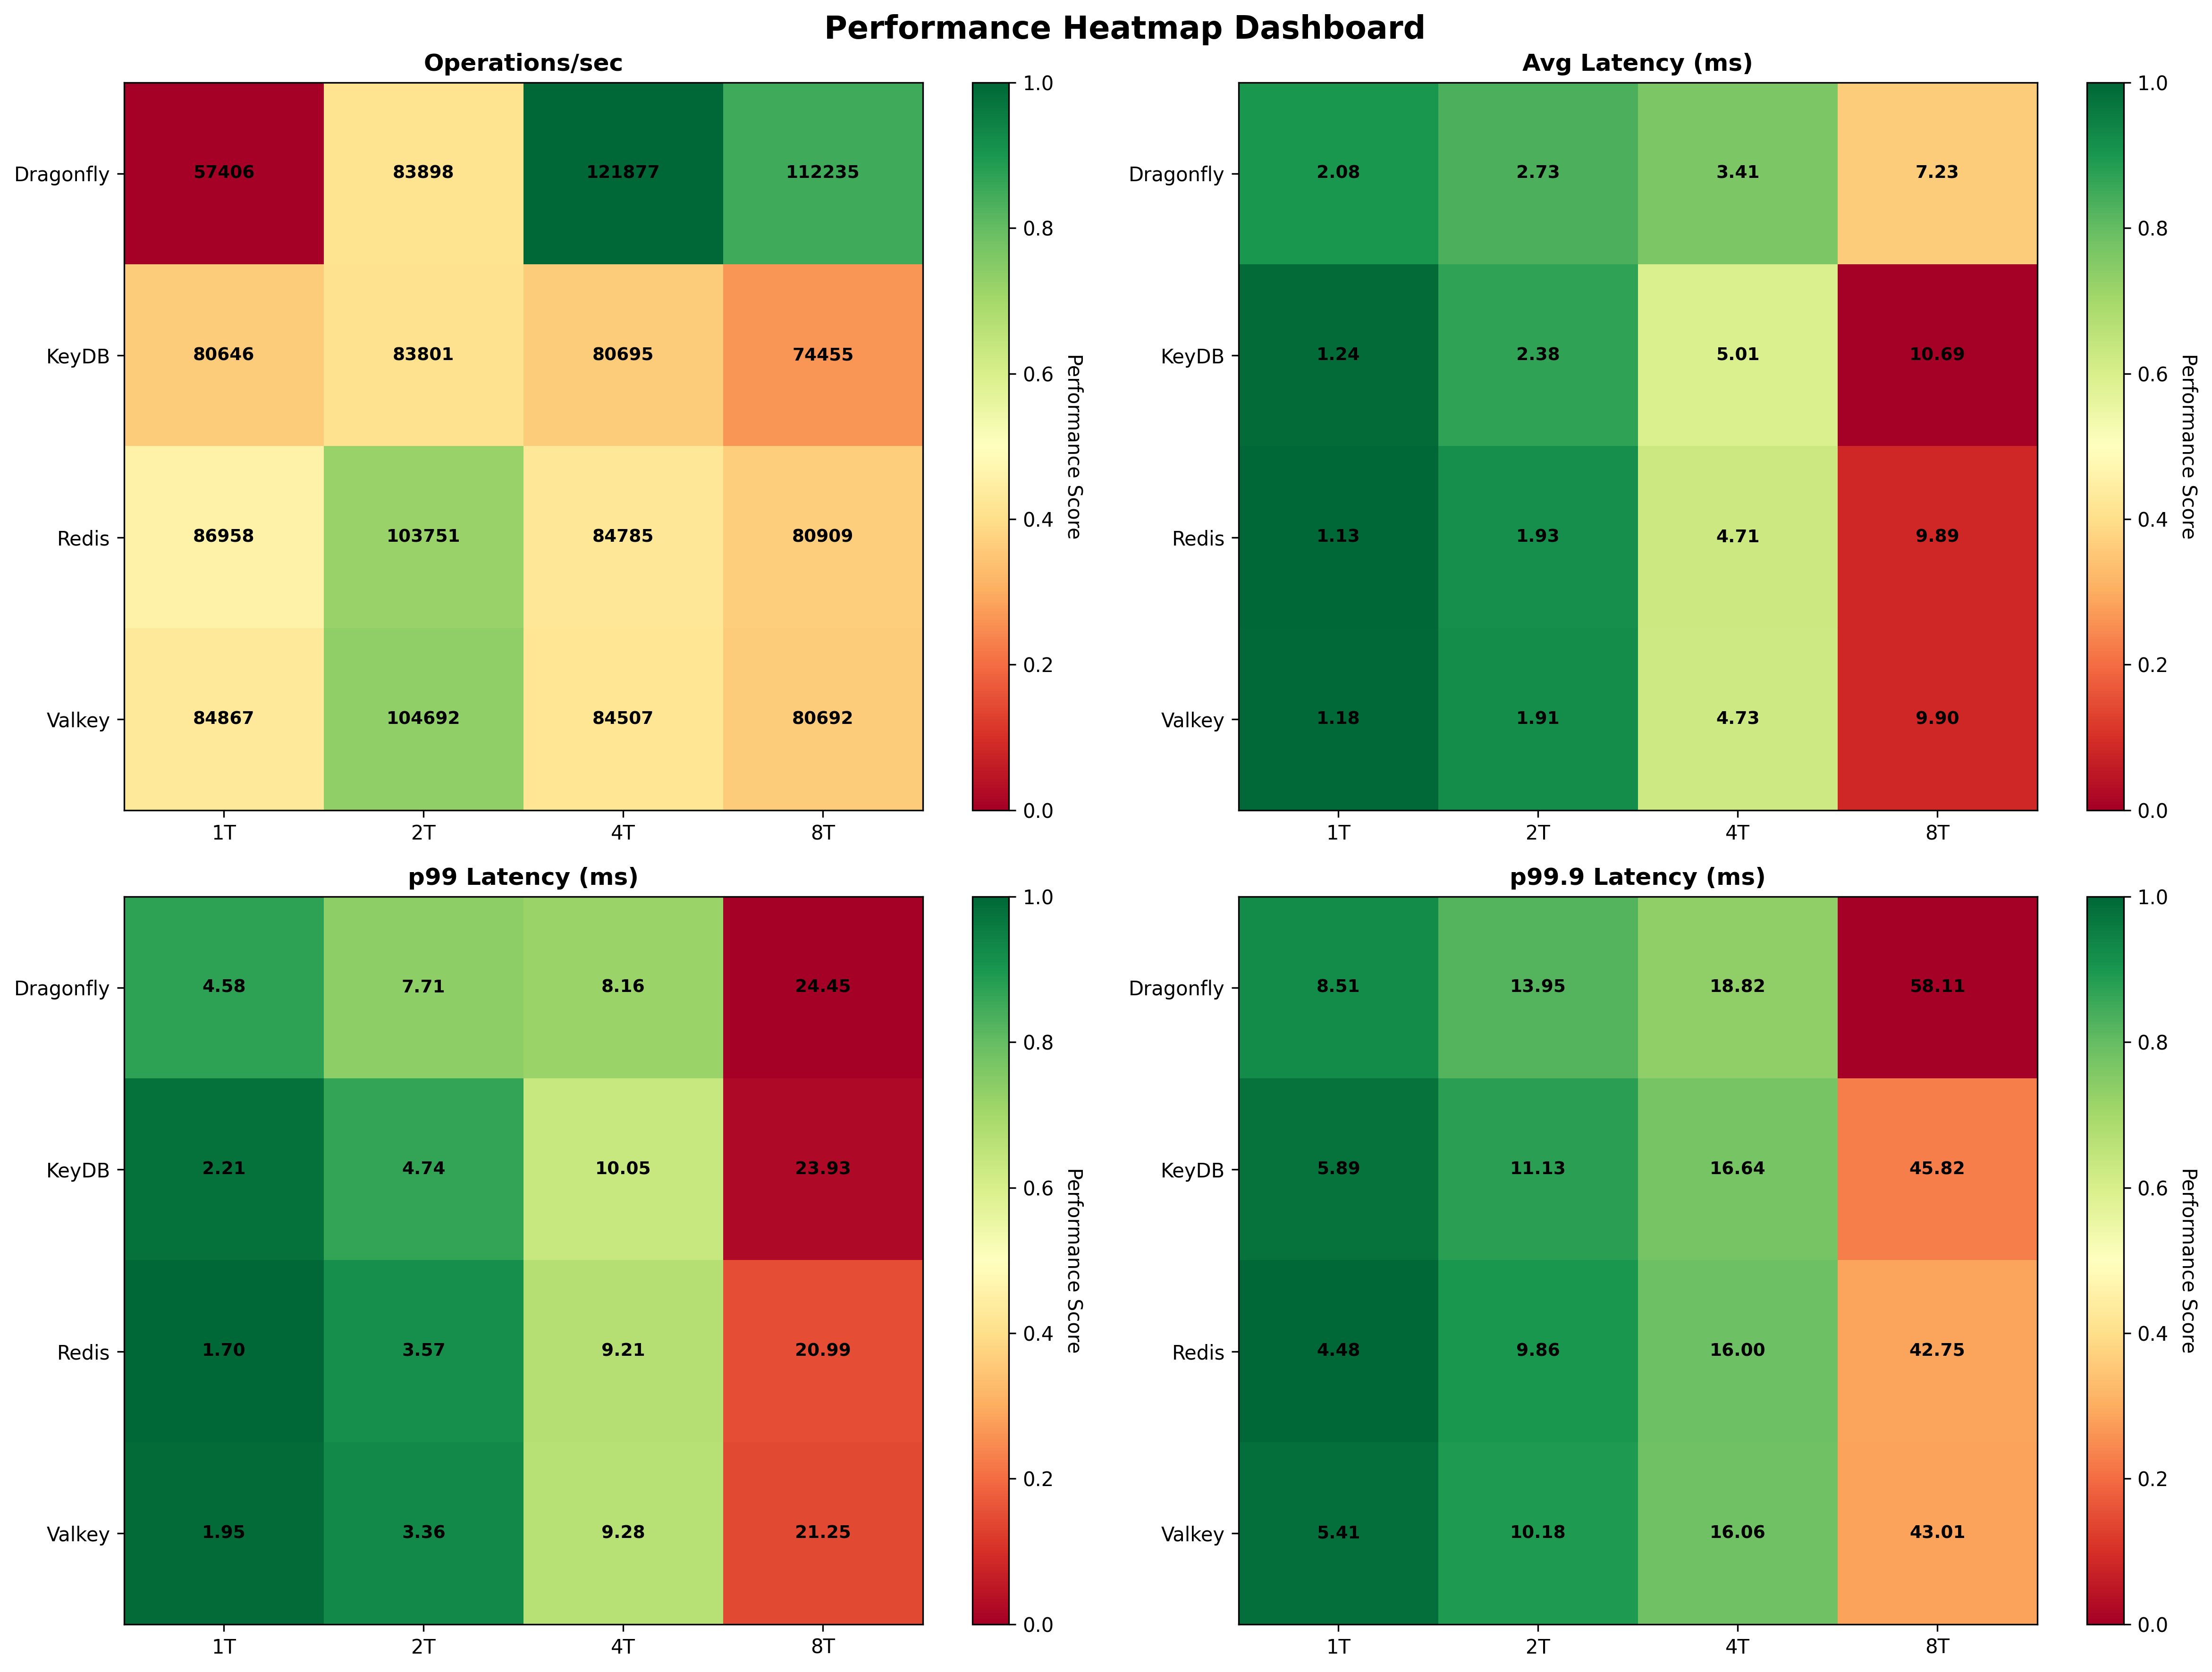 Performance Heatmap Dashboard
Operations/sec
Dragonfly 57406 83898 121877 112235
KeyDB 80646 83801 80695 74455
Redis 86958 103751 84785 80909
Valkey 84867 104692 84507 80692
1T 2T 4T 8T
1.0
0.8
0.6
0.4
0.2
0.0
Performance Score
Avg Latency (ms)
Dragonfly 2.08 2.73 3.41 7.23
KeyDB 1.24 2.38 5.01 10.69
Redis 1.13 1.93 4.71 9.89
Valkey 1.18 1.91 4.73 9.90
1T 2T 4T 8T
1.0
0.8
0.6
0.4
0.2
0.0
Performance Score
p99 Latency (ms)
Dragonfly 4.58 7.71 8.16 24.45
KeyDB 2.21 4.74 10.05 23.93
Redis 1.70 3.57 9.21 20.99
Valkey 1.95 3.36 9.28 21.25
1T 2T 4T 8T
1.0
0.8
0.6
0.4
0.2
0.0
Performance Score
p99.9 Latency (ms)
Dragonfly 8.51 13.95 18.82 58.11
KeyDB 5.89 11.13 16.64 45.82
Redis 4.48 9.86 16.00 42.75
Valkey 5.41 10.18 16.06 43.01
1T 2T 4T 8T
1.0
0.8
0.6
0.4
0.2
0.0
Performance Score